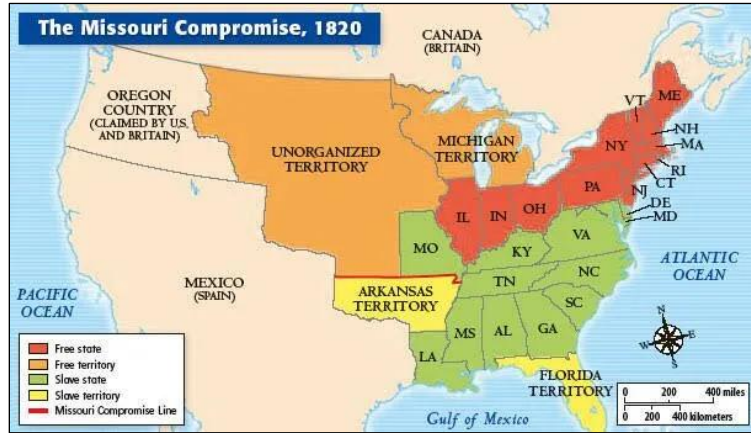 The Missouri Compromise, 1820
CANADA
(BRITAIN)
OREGON
COUNTRY
(CLAIMED BY U.S.
AND BRITAIN)
UNORGANIZED
TERRITORY
MICHIGAN
TERRITORY
VT
ME
NH
MA
NY
RI
CT
PA
NJ
DE
MD
IL
IN
OH
MO
KY
VA
ATLANTIC
OCEAN
MEXICO
(SPAIN)
PACIFIC
OCEAN
ARKANSAS
TERRITORY
TN
NC
SC
MS
AL
GA
LA
FLORIDA
TERRITORY
N
W
E
S
Free state
Free territory
Slave state
Slave territory
Missouri Compromise Line
Gulf of Mexico
0 200 400 miles
0 200 400 kilometers